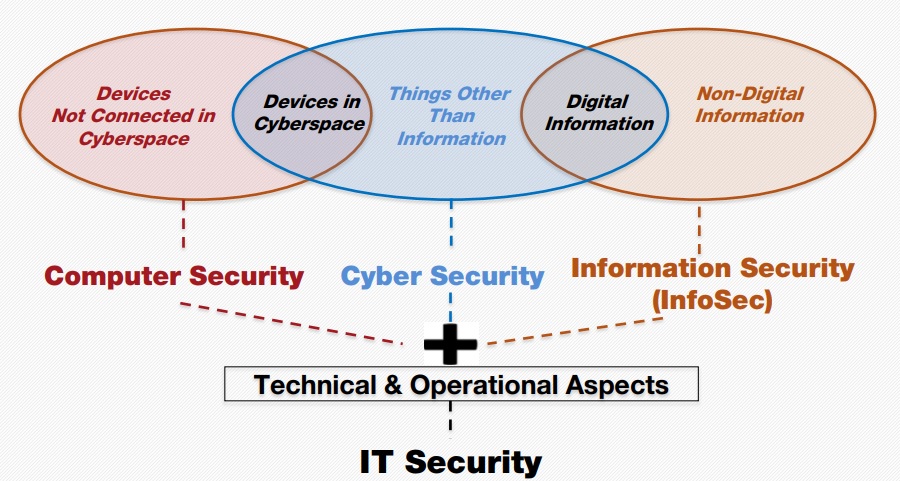 Devices
Not Connected in
Cyberspace
Devices in
Cyberspace
Things Other
Than
Information
Digital
Information
Non-Digital
Information
Computer Security
Cyber Security
Information Security
(InfoSec)
Technical & Operational Aspects
IT Security